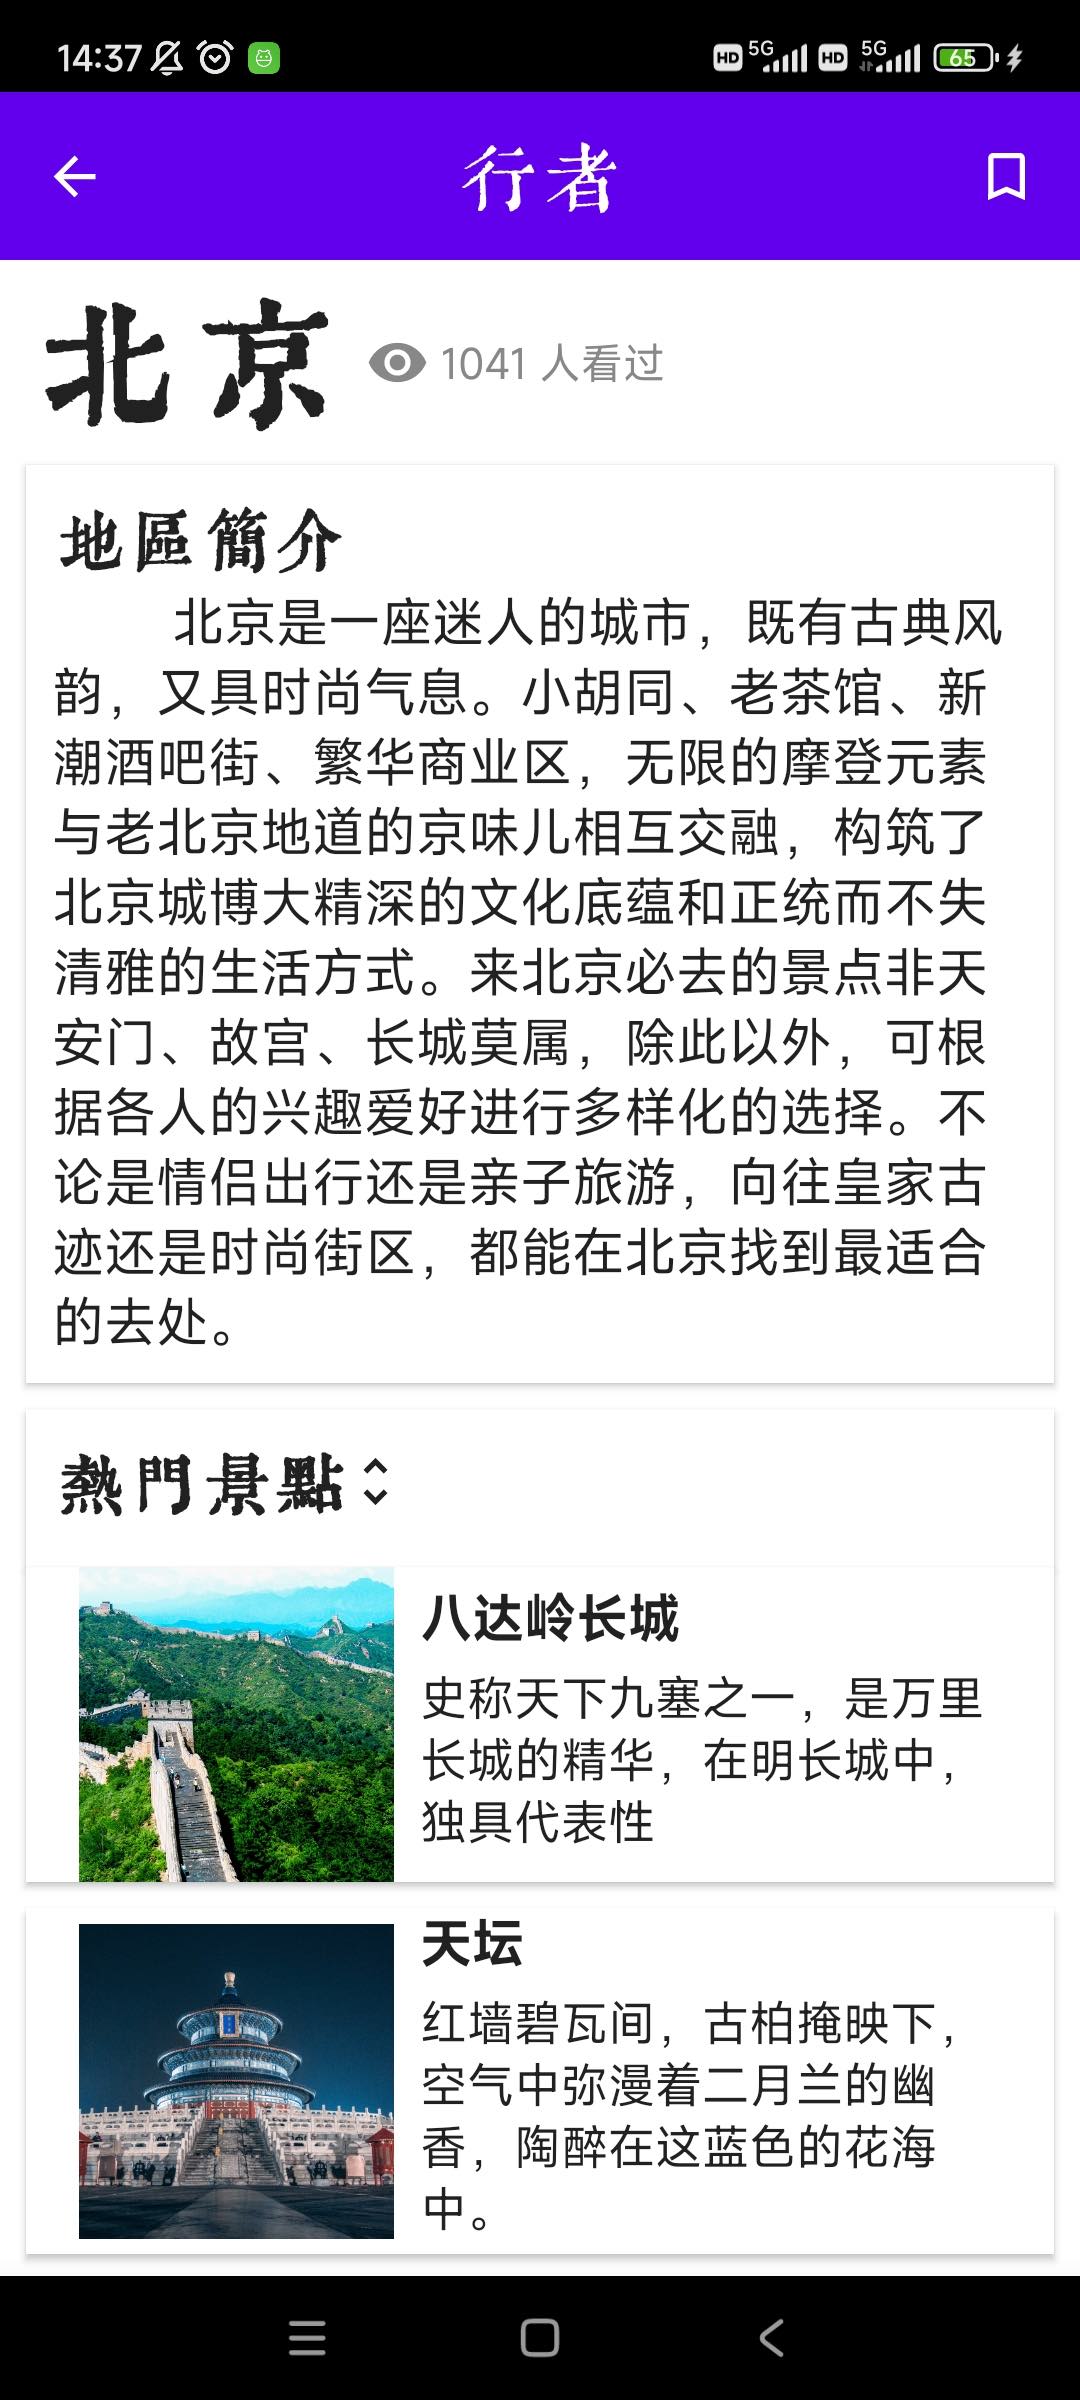 14:37 HD 5G HD 5G 65
行者
北京 1041 人看过
地區簡介
北京是一座迷人的城市，既有古典风
韵，又具时尚气息。小胡同、老茶馆、新
潮酒吧街、繁华商业区，无限的摩登元素
与老北京地道的京味儿相互交融，构筑了
北京城博大精深的文化底蕴和正统而不失
清雅的生活方式。来北京必去的景点非天
安门、故宫、长城莫属，除此以外，可根
据各人的兴趣爱好进行多样化的选择。不
论是情侣出行还是亲子旅游，向往皇家古
迹还是时尚街区，都能在北京找到最适合
的去处。
熱門景點
八达岭长城
史称天下九塞之一，是万里
长城的精华，在明长城中，
独具代表性
天坛
红墙碧瓦间，古柏掩映下，
空气中弥漫着二月兰的幽
香，陶醉在这蓝色的花海
中。